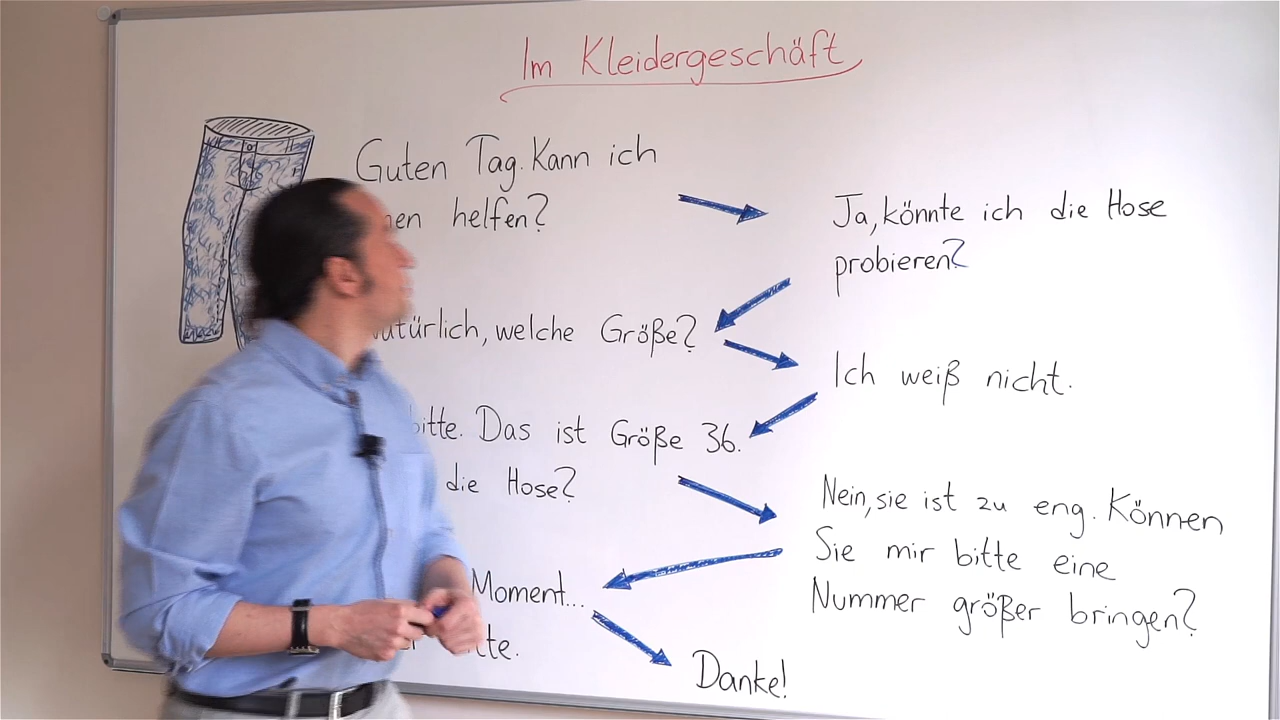 Im Kleidergeschäft
Guten Tag. Kann ich
helfen?
Ja, könnte ich die Hose
probieren?
welche Größe?
Ich weiß nicht.
bitte. Das ist Größe 36.
die Hose?
Nein, sie ist zu eng. Können
Sie mir bitte eine
Nummer größer bringen?
Moment...
Danke!